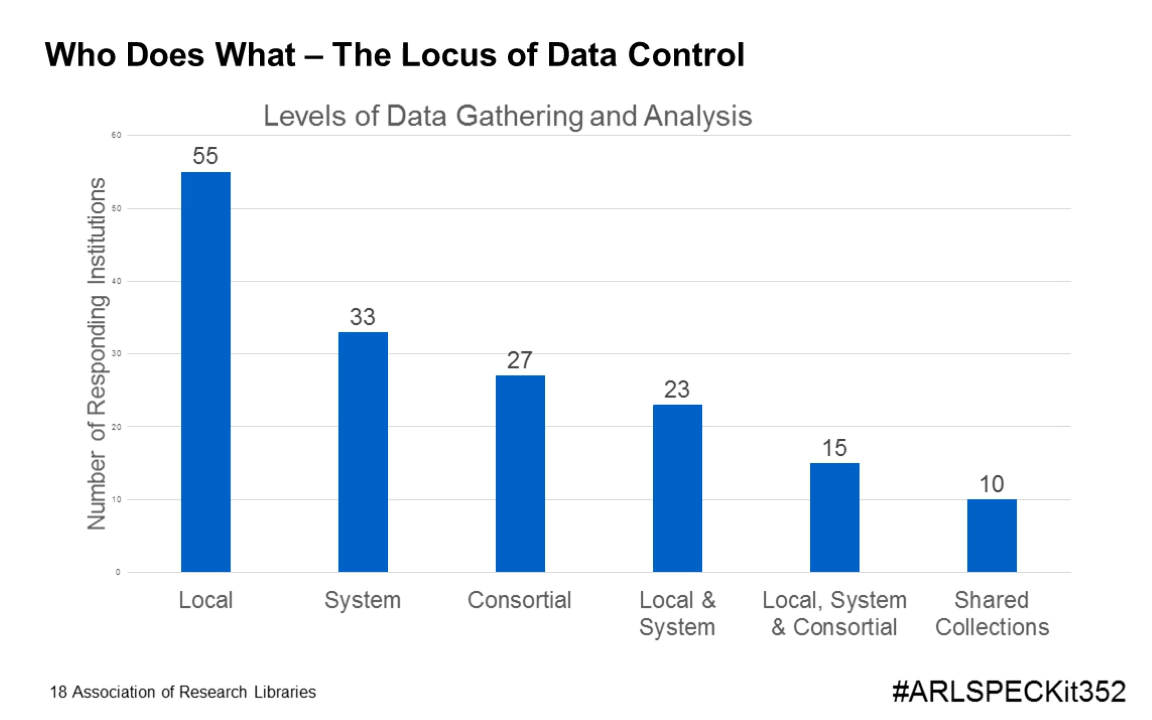 Who Does What – The Locus of Data Control
Levels of Data Gathering and Analysis
Number of Responding Institutions
60
50
40
30
20
10
0
55
33
27
23
15
10
Local
System
Consortial
Local &
System
Local, System
& Consortial
Shared
Collections
18 Association of Research Libraries
#ARLSPECKit352